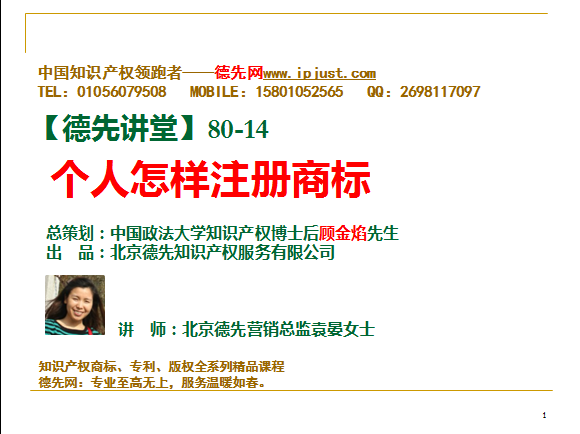 中国知识产权领跑者——德先网www.ipjust.com
TEL：01056079508 MOBILE：15801052565 QQ：2698117097
【德先讲堂】80-14
个人怎样注册商标
总策划：中国政法大学知识产权博士后顾金焰先生
出 品：北京德先知识产权服务有限公司
讲 师：北京德先营销总监袁晏女士
知识产权商标、专利、版权全系列精品课程
德先网：专业至高无上，服务温暖如春。
1